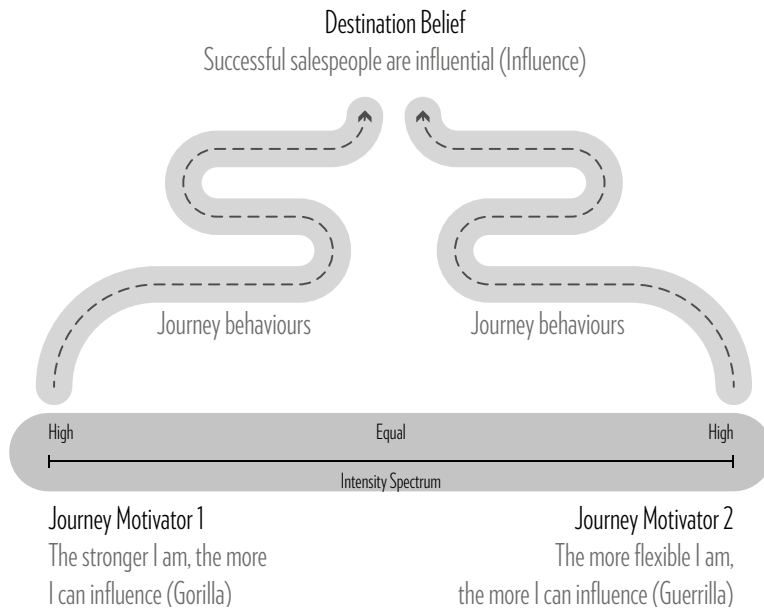 Destination Belief
Successful salespeople are influential (Influence)
Journey behaviours
Journey behaviours
High
Equal
High
Intensity Spectrum
Journey Motivator 1
The stronger I am, the more
I can influence (Gorilla)
Journey Motivator 2
The more flexible I am,
the more I can influence (Guerrilla)